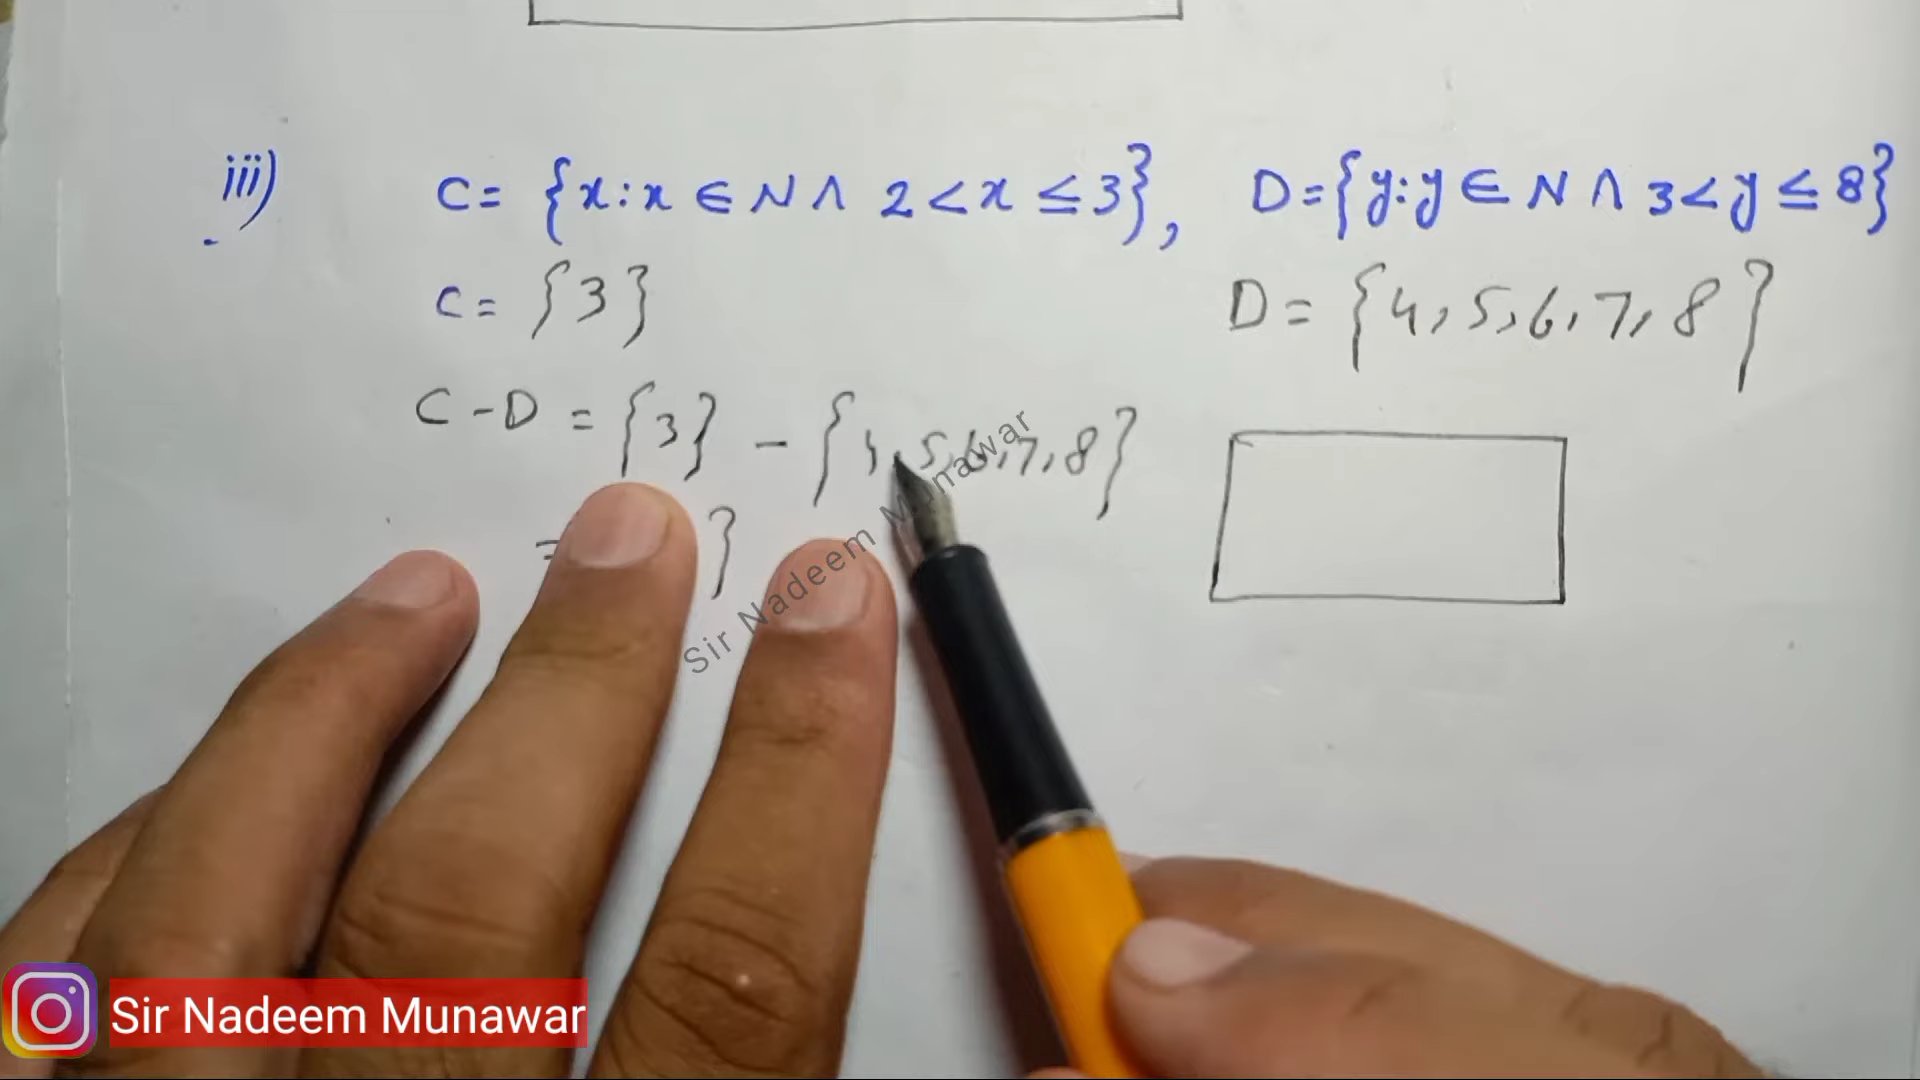 iii) C= {x:x ∈ N ∧ 2<x ≤3}, D={y:y ∈ N ∧ 3<y ≤ 8}
C= {3} D= {4,5,6,7,8}
C-D = {3} - {4,5,6,7,8}
= }
Sir Nadeem Munawar
Sir Nadeem Munawar